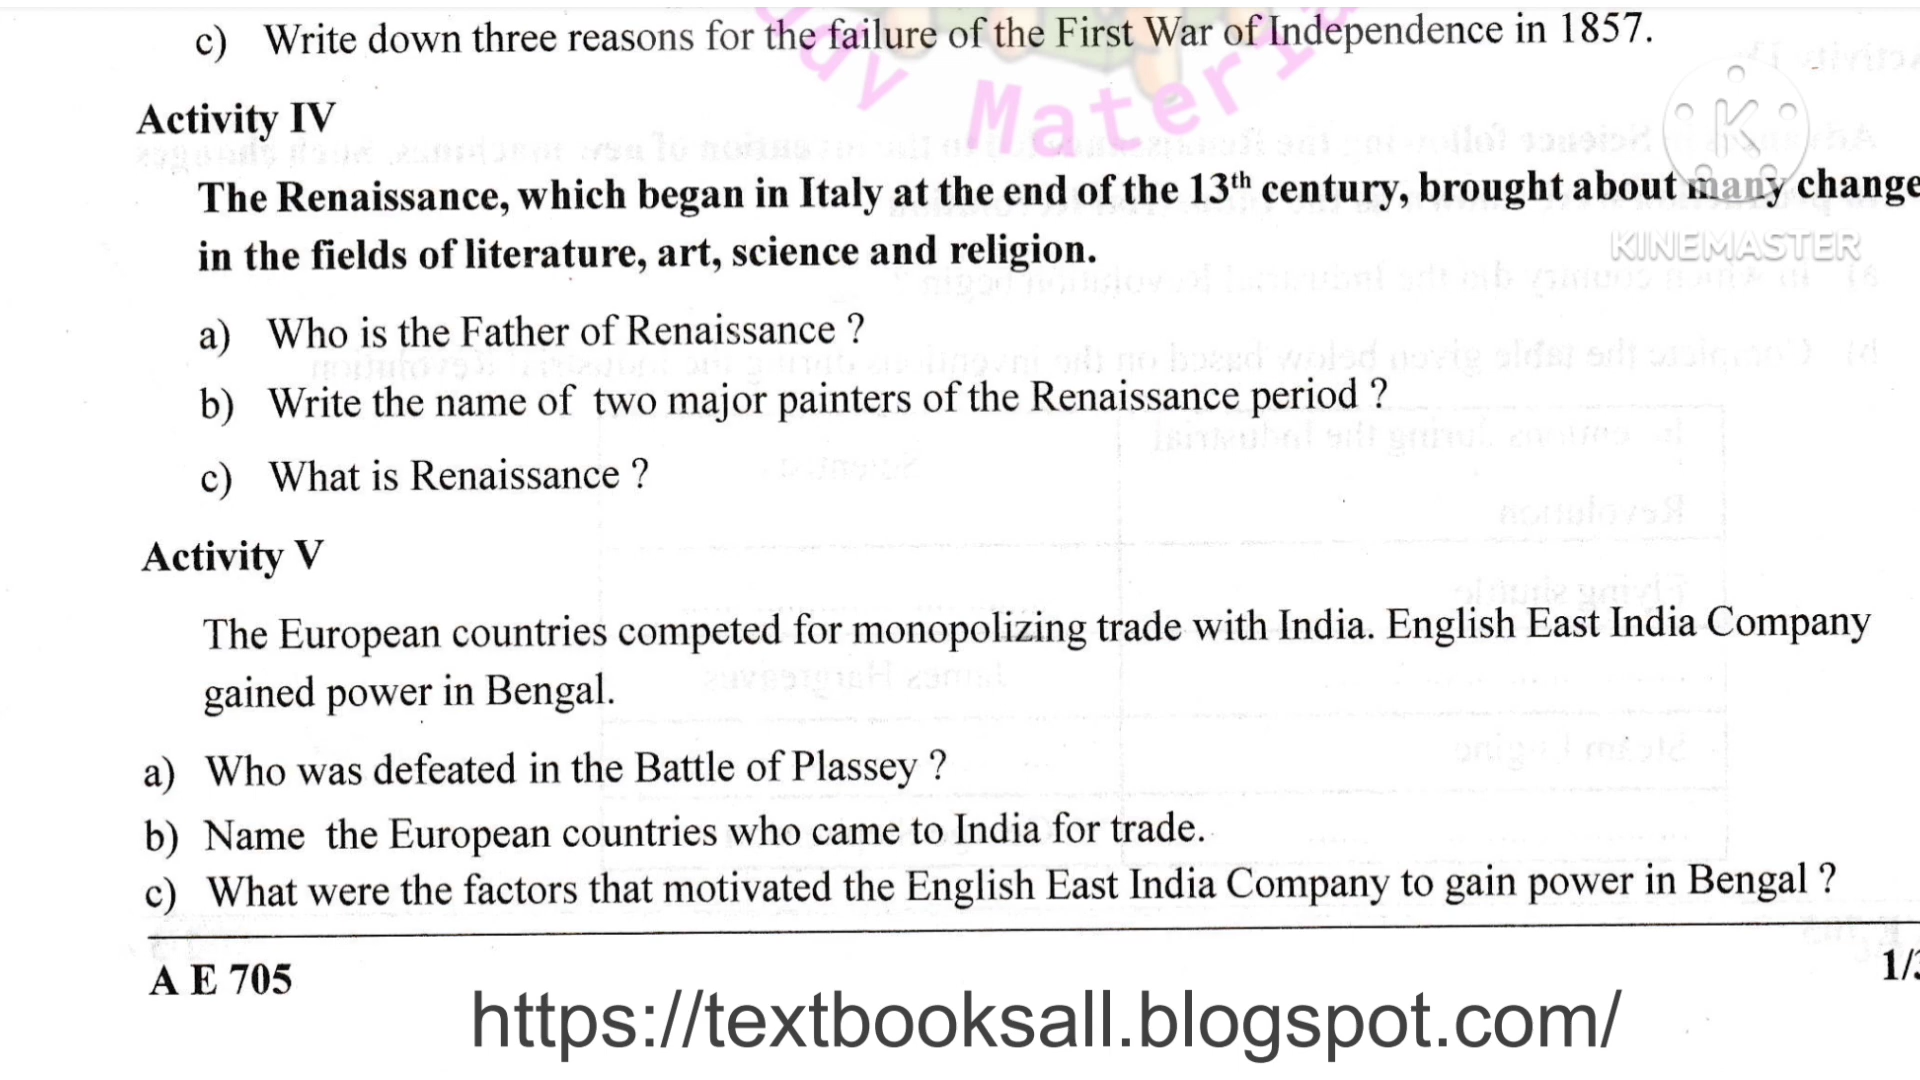 c) Write down three reasons for the failure of the First War of Independence in 1857.
Material
Activity IV
K
The Renaissance, which began in Italy at the end of the 13th century, brought about many change
KINEMASTER
in the fields of literature, art, science and religion.
a) Who is the Father of Renaissance ?
b) Write the name of two major painters of the Renaissance period ?
c) What is Renaissance ?
Activity V
The European countries competed for monopolizing trade with India. English East India Company
gained power in Bengal.
a) Who was defeated in the Battle of Plassey ?
b) Name the European countries who came to India for trade.
c) What were the factors that motivated the English East India Company to gain power in Bengal ?
A E 705
1/3
https://textbooksall.blogspot.com/